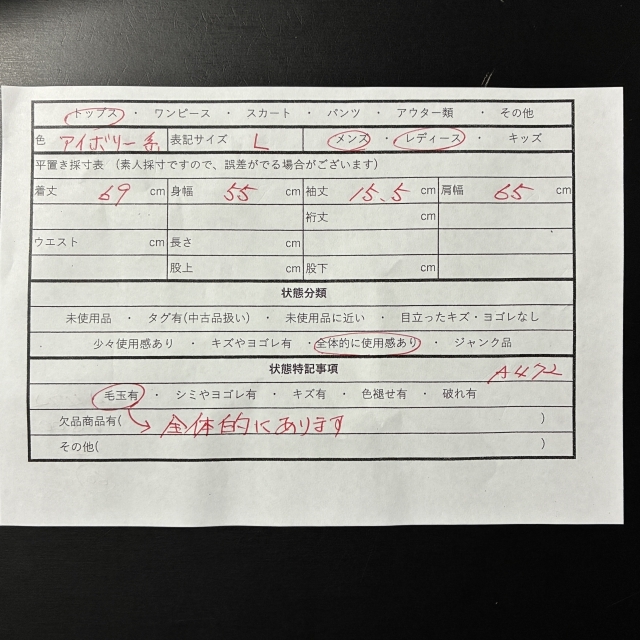 トップス ・ ワンピース ・ スカート ・ パンツ ・ アウター類 ・ その他
色 アイボリー系 表記サイズ L メンズ ・ レディース ・ キッズ
平置き採寸表 （素人採寸ですので、誤差がでる場合がございます）
着丈 69 cm 身幅 55 cm 袖丈 15.5 cm 肩幅 65 cm
裄丈 cm
ウエスト cm 長さ cm
股上 cm 股下 cm
状態分類
未使用品 ・ タグ有(中古品扱い) ・ 未使用に近い ・ 目立ったキズ・ヨゴレなし
少々使用感あり ・ キズやヨゴレ有 ・ 全体的に使用感あり ・ ジャンク品
状態特記事項 A472
毛玉有 ・ シミやヨゴレ有 ・ キズ有 ・ 色褪せ有 ・ 破れ有
欠品商品有( → 全体的にあります )
その他( )